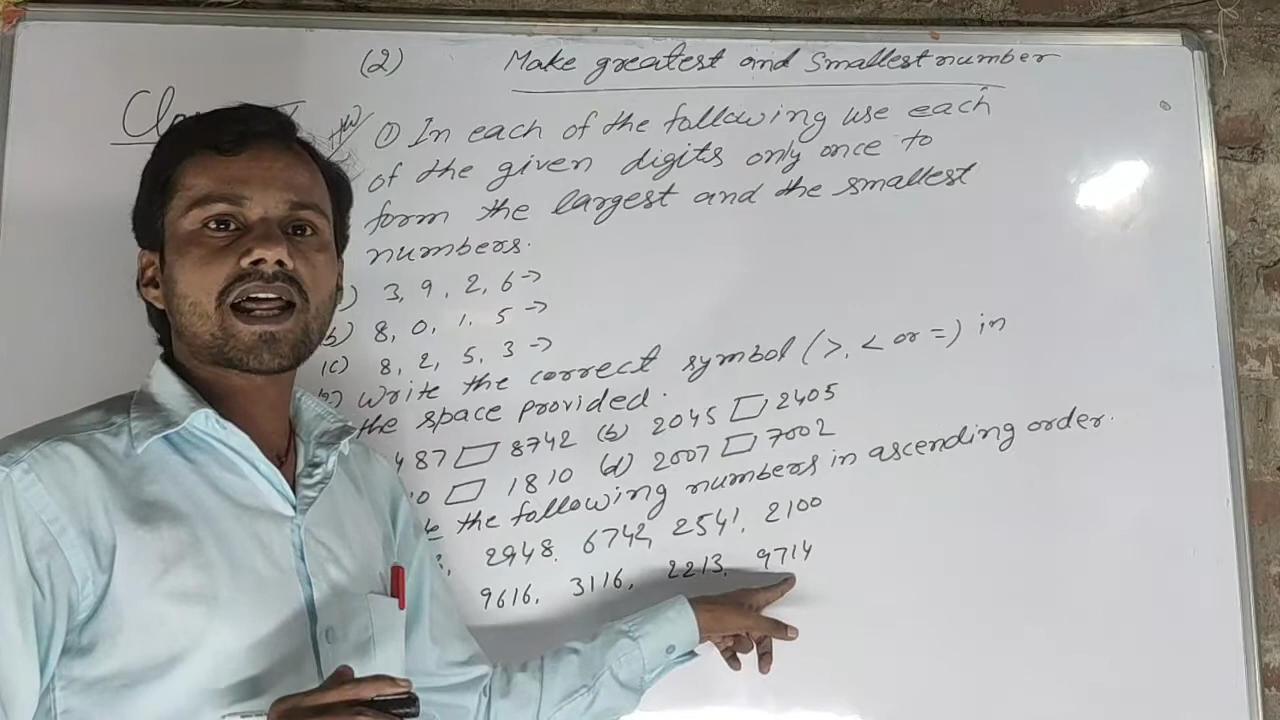 (2) Make greatest and Smallest number
HW ① In each of the following use each
of the given digits only once to
form the largest and the smallest
numbers.
) 3, 9, 2, 6 →
b) 8, 0, 1, 5 →
(c) 8, 2, 5, 3 →
Write the correct symbol (>, < or =) in
the space provided.
487 □ 8742 (b) 2045 □ 2405
0 □ 1810 (d) 2007 □ 7002
the following numbers in ascending order.
2948, 6742, 2541, 2100
9616, 3116, 2213, 9714